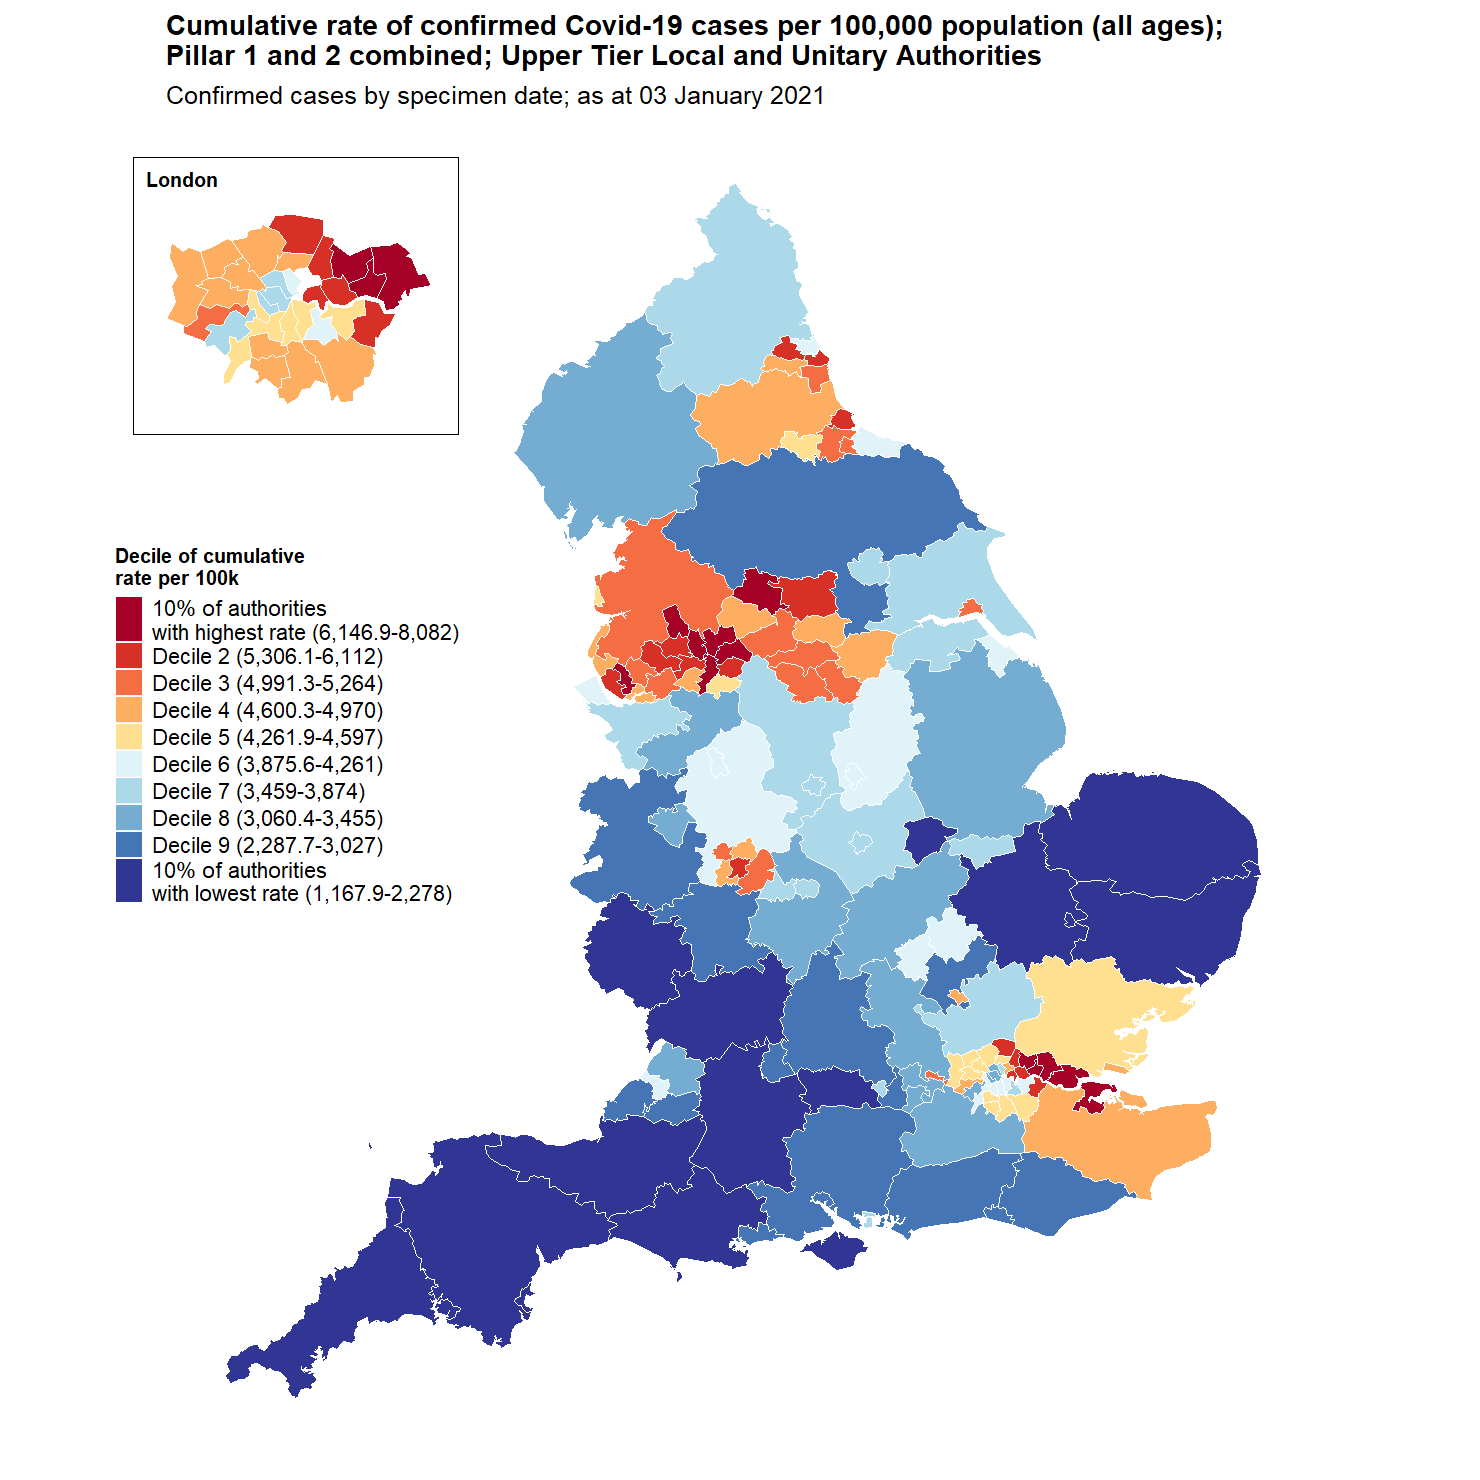 Cumulative rate of confirmed Covid-19 cases per 100,000 population (all ages);
Pillar 1 and 2 combined; Upper Tier Local and Unitary Authorities
Confirmed cases by specimen date; as at 03 January 2021
London
Decile of cumulative
rate per 100k
10% of authorities
with highest rate (6,146.9-8,082)
Decile 2 (5,306.1-6,112)
Decile 3 (4,991.3-5,264)
Decile 4 (4,600.3-4,970)
Decile 5 (4,261.9-4,597)
Decile 6 (3,875.6-4,261)
Decile 7 (3,459-3,874)
Decile 8 (3,060.4-3,455)
Decile 9 (2,287.7-3,027)
10% of authorities
with lowest rate (1,167.9-2,278)